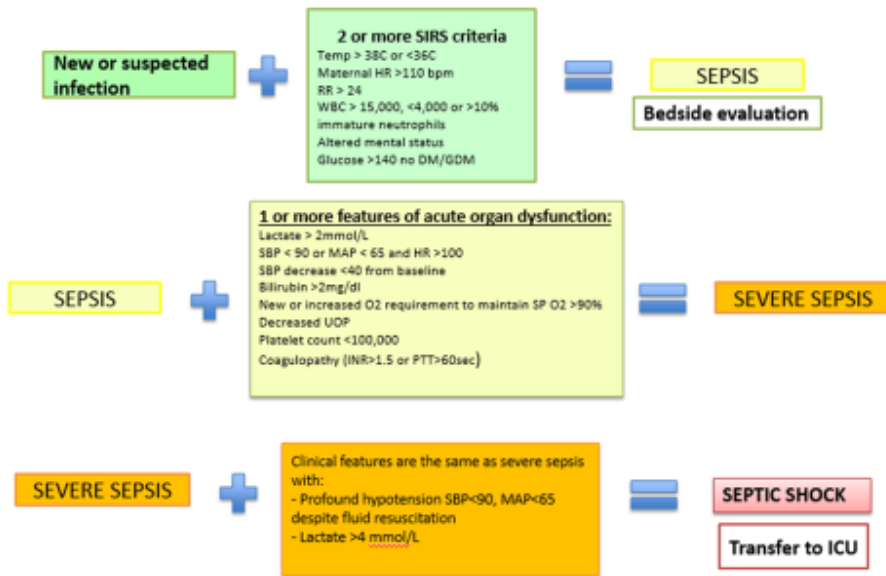 New or suspected
infection
2 or more SIRS criteria
Temp > 38C or <36C
Maternal HR >110 bpm
RR > 24
WBC > 15,000, <4,000 or >10%
immature neutrophils
Altered mental status
Glucose >140 no DM/GDM
SEPSIS
Bedside evaluation
SEPSIS
1 or more features of acute organ dysfunction:
Lactate > 2mmol/L
SBP < 90 or MAP < 65 and HR >100
SBP decrease <40 from baseline
Bilirubin >2mg/dl
New or increased O2 requirement to maintain SP O2 >90%
Decreased UOP
Platelet count <100,000
Coagulopathy (INR>1.5 or PTT>60sec)
SEVERE SEPSIS
SEVERE SEPSIS
Clinical features are the same as severe sepsis
with:
- Profound hypotension SBP<90, MAP<65
despite fluid resuscitation
- Lactate >4 mmol/L
SEPTIC SHOCK
Transfer to ICU